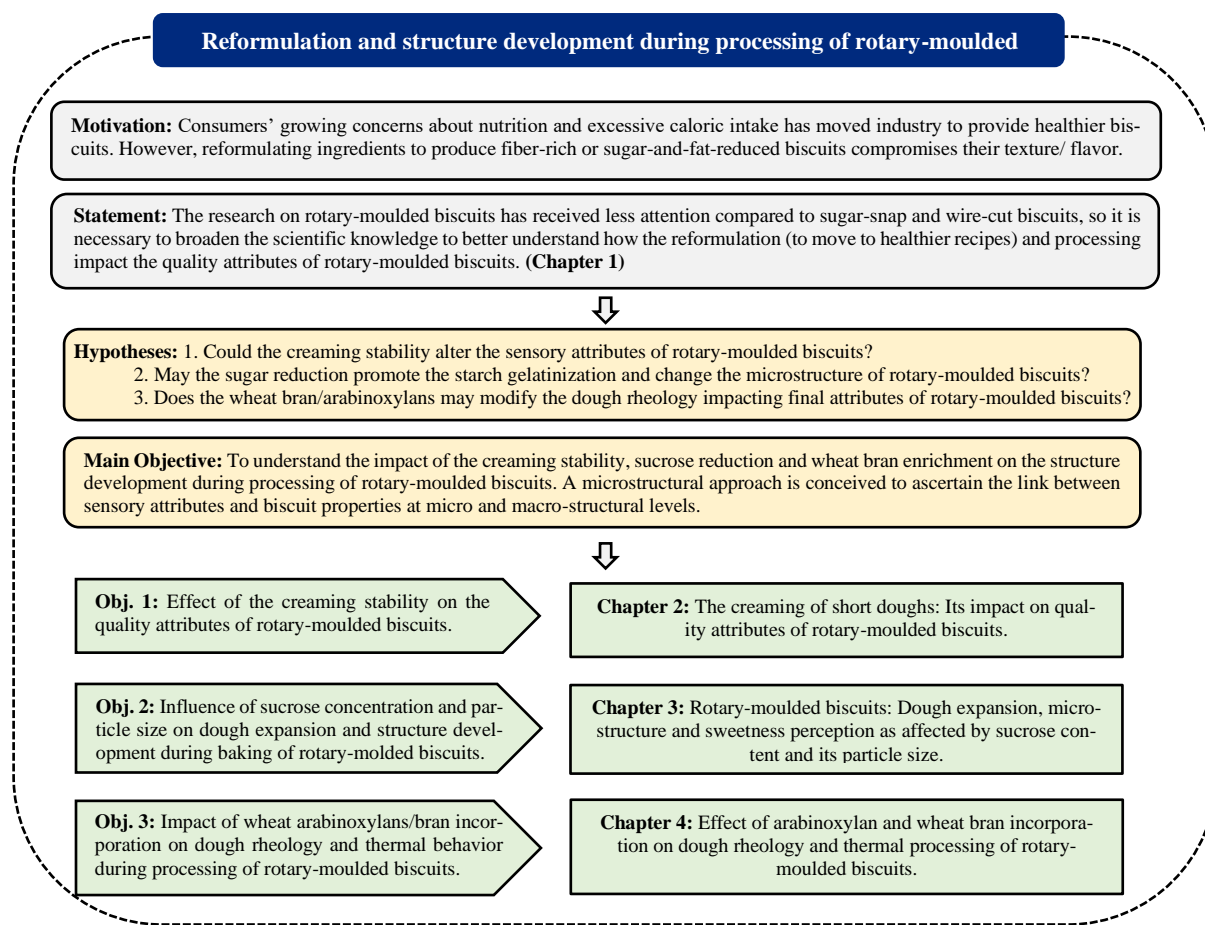 Reformulation and structure development during processing of rotary-moulded
Motivation: Consumers’ growing concerns about nutrition and excessive caloric intake has moved industry to provide healthier bis-
cuits. However, reformulating ingredients to produce fiber-rich or sugar-and-fat-reduced biscuits compromises their texture/ flavor.
Statement: The research on rotary-moulded biscuits has received less attention compared to sugar-snap and wire-cut biscuits, so it is
necessary to broaden the scientific knowledge to better understand how the reformulation (to move to healthier recipes) and processing
impact the quality attributes of rotary-moulded biscuits. (Chapter 1)
Hypotheses: 1. Could the creaming stability alter the sensory attributes of rotary-moulded biscuits?
2. May the sugar reduction promote the starch gelatinization and change the microstructure of rotary-moulded biscuits?
3. Does the wheat bran/arabinoxylans may modify the dough rheology impacting final attributes of rotary-moulded biscuits?
Main Objective: To understand the impact of the creaming stability, sucrose reduction and wheat bran enrichment on the structure
development during processing of rotary-moulded biscuits. A microstructural approach is conceived to ascertain the link between
sensory attributes and biscuit properties at micro and macro-structural levels.
Obj. 1: Effect of the creaming stability on the
quality attributes of rotary-moulded biscuits.
Chapter 2: The creaming of short doughs: Its impact on qual-
ity attributes of rotary-moulded biscuits.
Obj. 2: Influence of sucrose concentration and par-
ticle size on dough expansion and structure devel-
opment during baking of rotary-molded biscuits.
Chapter 3: Rotary-moulded biscuits: Dough expansion, micro-
structure and sweetness perception as affected by sucrose con-
tent and its particle size.
Obj. 3: Impact of wheat arabinoxylans/bran incor-
poration on dough rheology and thermal behavior
during processing of rotary-moulded biscuits.
Chapter 4: Effect of arabinoxylan and wheat bran incorpora-
tion on dough rheology and thermal processing of rotary-
moulded biscuits.